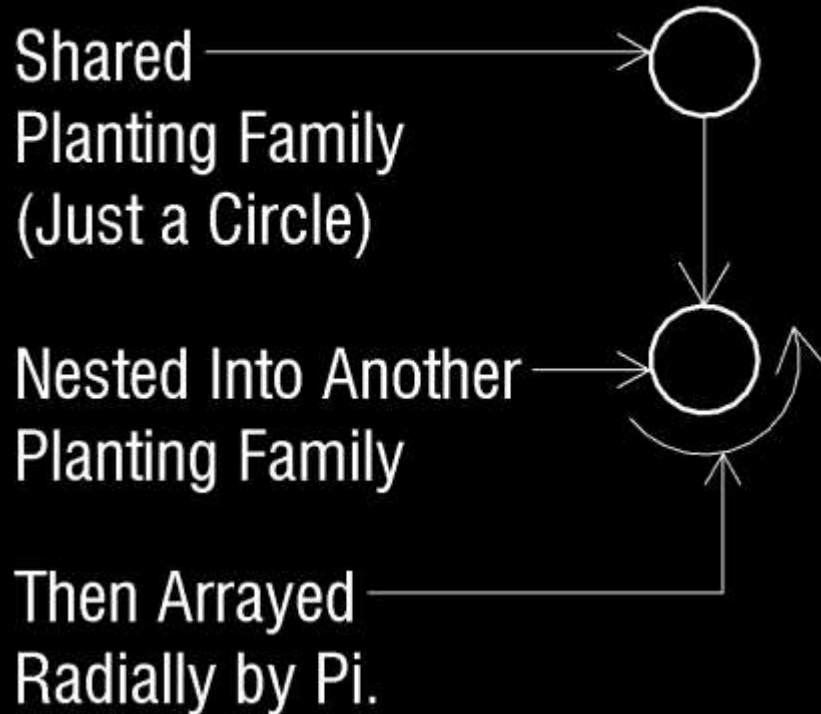 Shared
Planting Family
(Just a Circle)
Nested Into Another
Planting Family
Then Arrayed
Radially by Pi.